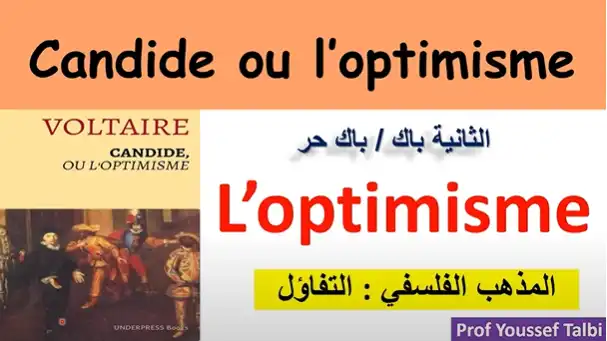 Candide ou l'optimisme
VOLTAIRE
CANDIDE,
OU L'OPTIMISME
UNDERPRESS Books
الثانية باك / باك حر
L'optimisme
المذهب الفلسفي : التفاؤل
Prof Youssef Talbi